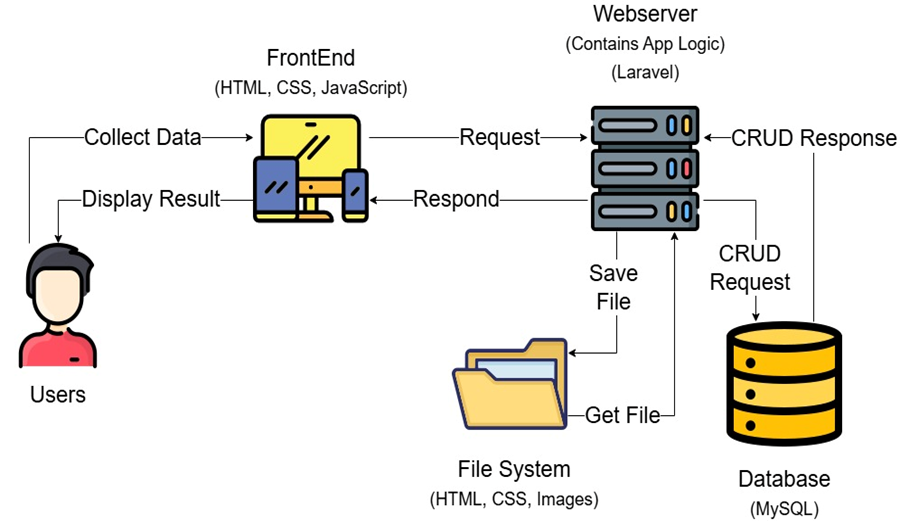 Webserver
(Contains App Logic)
(Laravel)
FrontEnd
(HTML, CSS, JavaScript)
Collect Data
Request
CRUD Response
Display Result
Respond
CRUD
Request
Save
File
Users
Get File
File System
(HTML, CSS, Images)
Database
(MySQL)